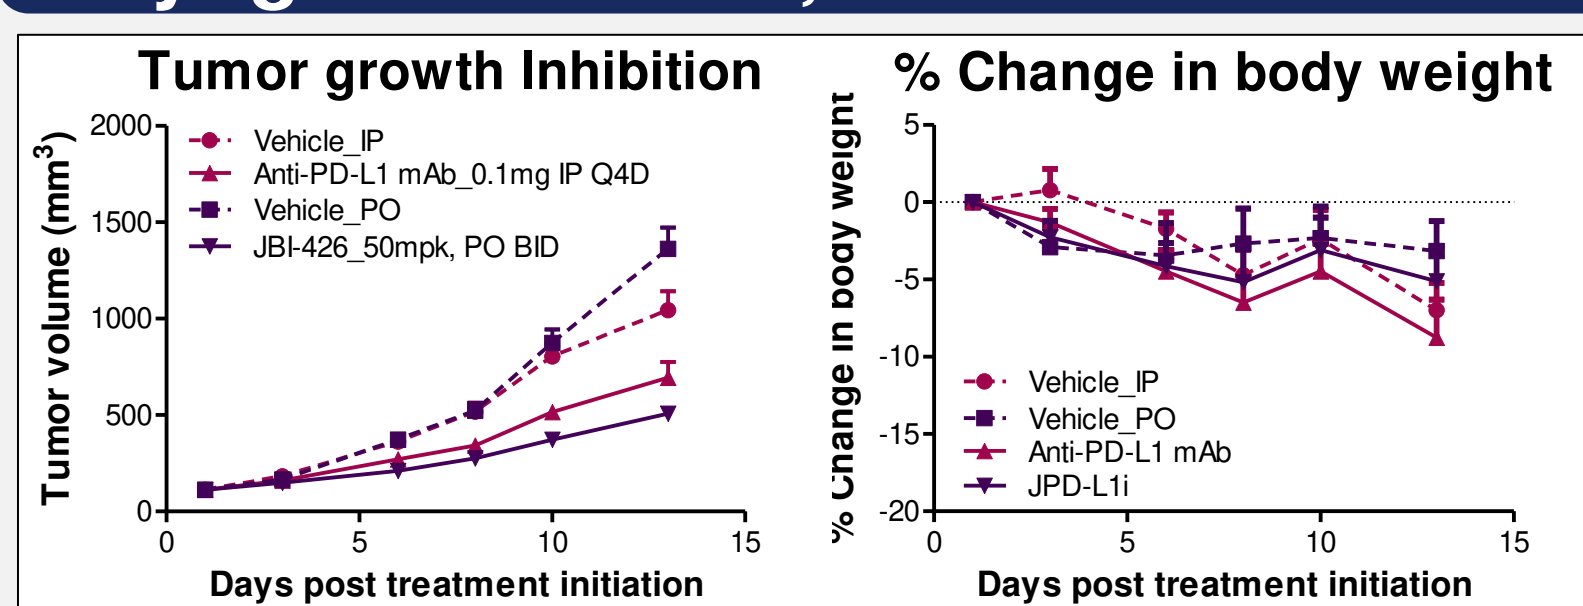 Tumor growth Inhibition
Tumor volume (mm3)
2000
1500
1000
500
0
Vehicle_IP
Anti-PD-L1 mAb_0.1mg IP Q4D
Vehicle_PO
JBI-426_50mpk, PO BID
0 5 10 15
Days post treatment initiation
% Change in body weight
% Change in body weight
5
0
-5
-10
-15
-20
Vehicle_IP
Vehicle_PO
Anti-PD-L1 mAb
JPD-L1i
0 5 10 15
Days post treatment initiation